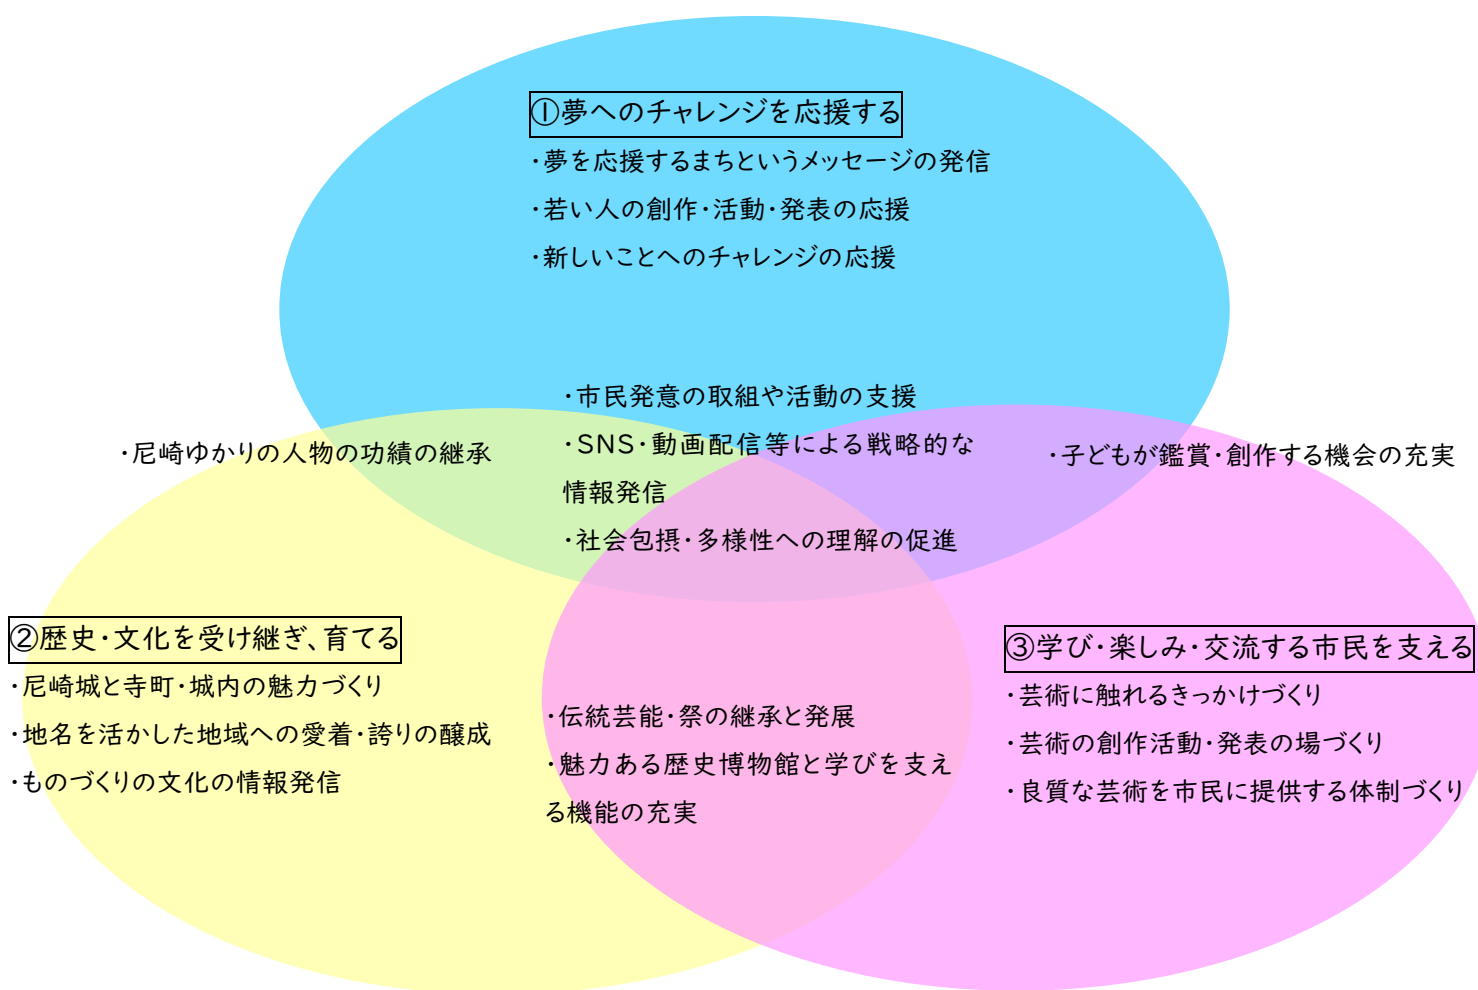 ①夢へのチャレンジを応援する
・夢を応援するまちというメッセージの発信
・若い人の創作・活動・発表の応援
・新しいことへのチャレンジの応援
・市民発意の取組や活動の支援
・SNS・動画配信等による戦略的な
情報発信
・社会包摂・多様性への理解の促進
・尼崎ゆかりの人物の功績の継承
・子どもが鑑賞・創作する機会の充実
②歴史・文化を受け継ぎ、育てる
・尼崎城と寺町・城内の魅力づくり
・地名を活かした地域への愛着・誇りの醸成
・ものづくりの文化の情報発信
・伝統芸能・祭の継承と発展
・魅力ある歴史博物館と学びを支え
る機能の充実
③学び・楽しみ・交流する市民を支える
・芸術に触れるきっかけづくり
・芸術の創作活動・発表の場づくり
・良質な芸術を市民に提供する体制づくり